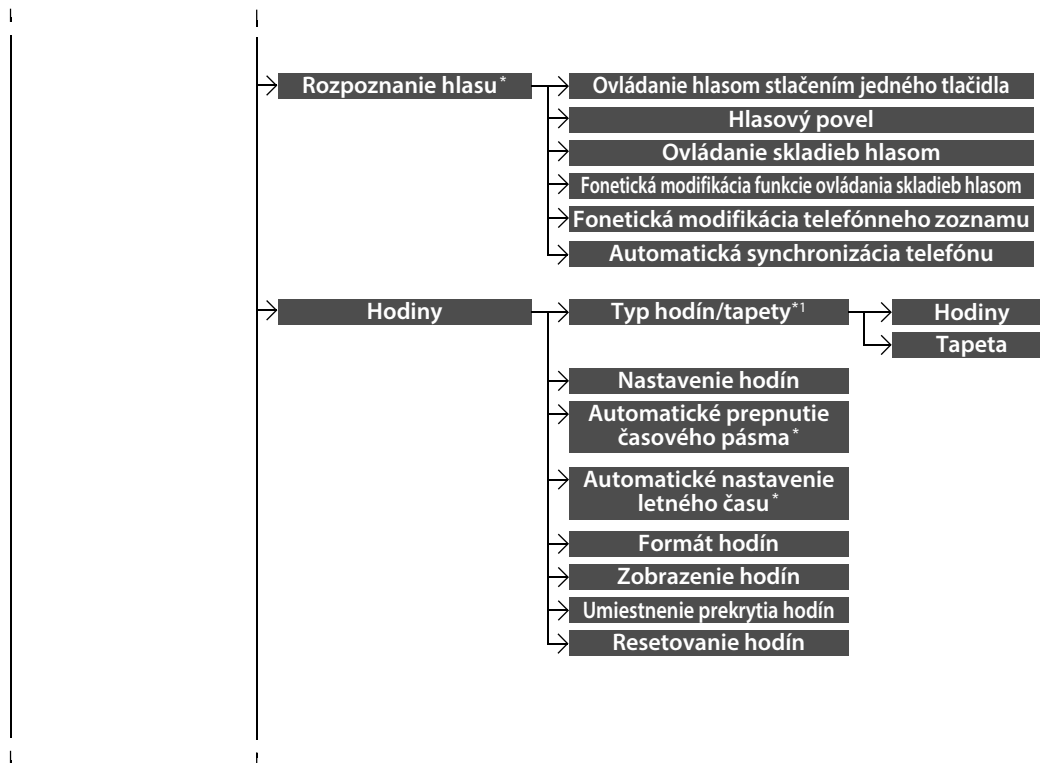 Rozpoznanie hlasu*
Ovládanie hlasom stlačením jedného tlačidla
Hlasový povel
Ovládanie skladieb hlasom
Fonetická modifikácia funkcie ovládania skladieb hlasom
Fonetická modifikácia telefónneho zoznamu
Automatická synchronizácia telefónu
Hodiny
Typ hodín/tapety*1
Hodiny
Tapeta
Nastavenie hodín
Automatické prepnutie
časového pásma*
Automatické nastavenie
letného času*
Formát hodín
Zobrazenie hodín
Umiestnenie prekrytia hodín
Resetovanie hodín